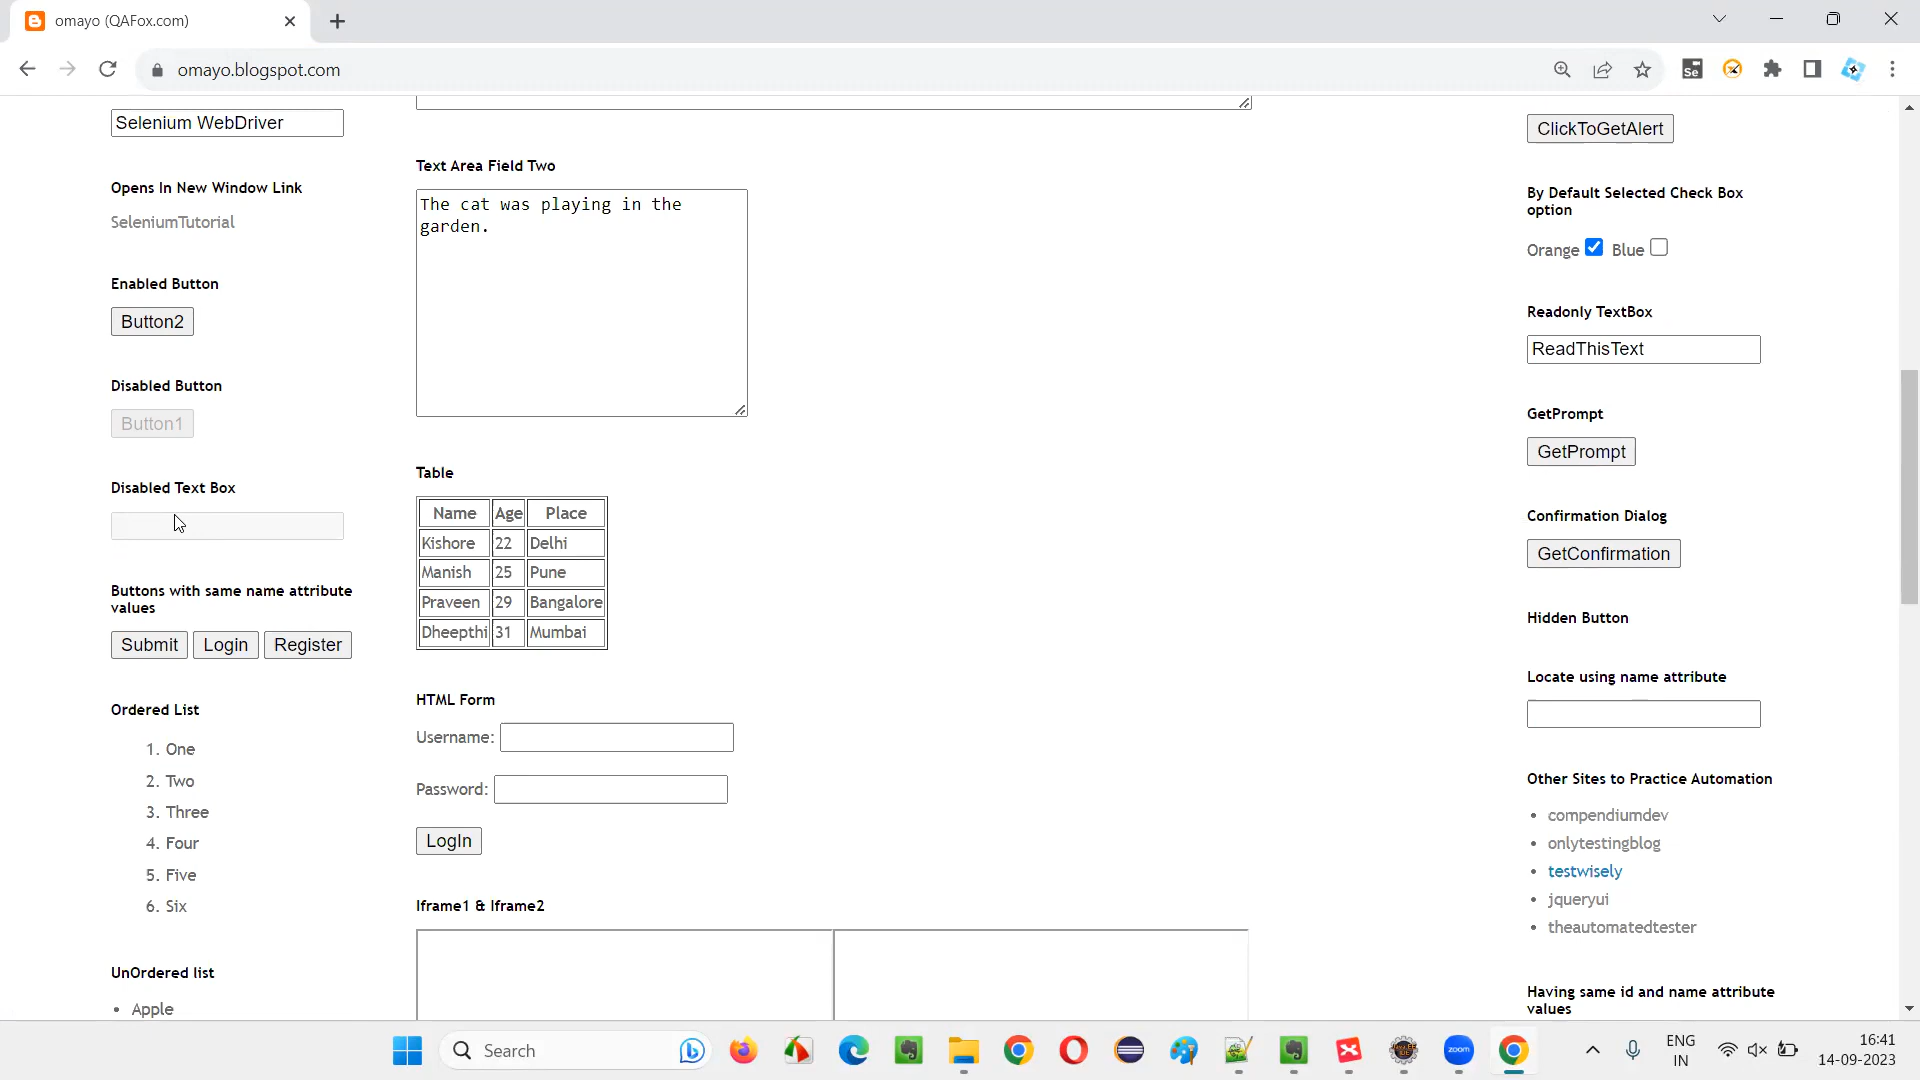 omayo (QAFox.com)
omayo.blogspot.com
Selenium WebDriver
Opens In New Window Link
SeleniumTutorial
Enabled Button
Button2
Disabled Button
Button1
Disabled Text Box
Buttons with same name attribute
values
Submit Login Register
Ordered List
1. One
2. Two
3. Three
4. Four
5. Five
6. Six
UnOrdered list
• Apple
Text Area Field Two
The cat was playing in the
garden.
Table
Name Age Place
Kishore 22 Delhi
Manish 25 Pune
Praveen 29 Bangalore
Dheepthi 31 Mumbai
HTML Form
Username:
Password:
LogIn
Iframe1 & Iframe2
ClickToGetAlert
By Default Selected Check Box
option
Orange Blue
Readonly TextBox
ReadThisText
GetPrompt
GetPrompt
Confirmation Dialog
GetConfirmation
Hidden Button
Locate using name attribute
Other Sites to Practice Automation
• compendiumdev
• onlytestingblog
• testwisely
• jqueryui
• theautomatedtester
Having same id and name attribute
values
Search
zoom
ENG
IN
16:41
14-09-2023